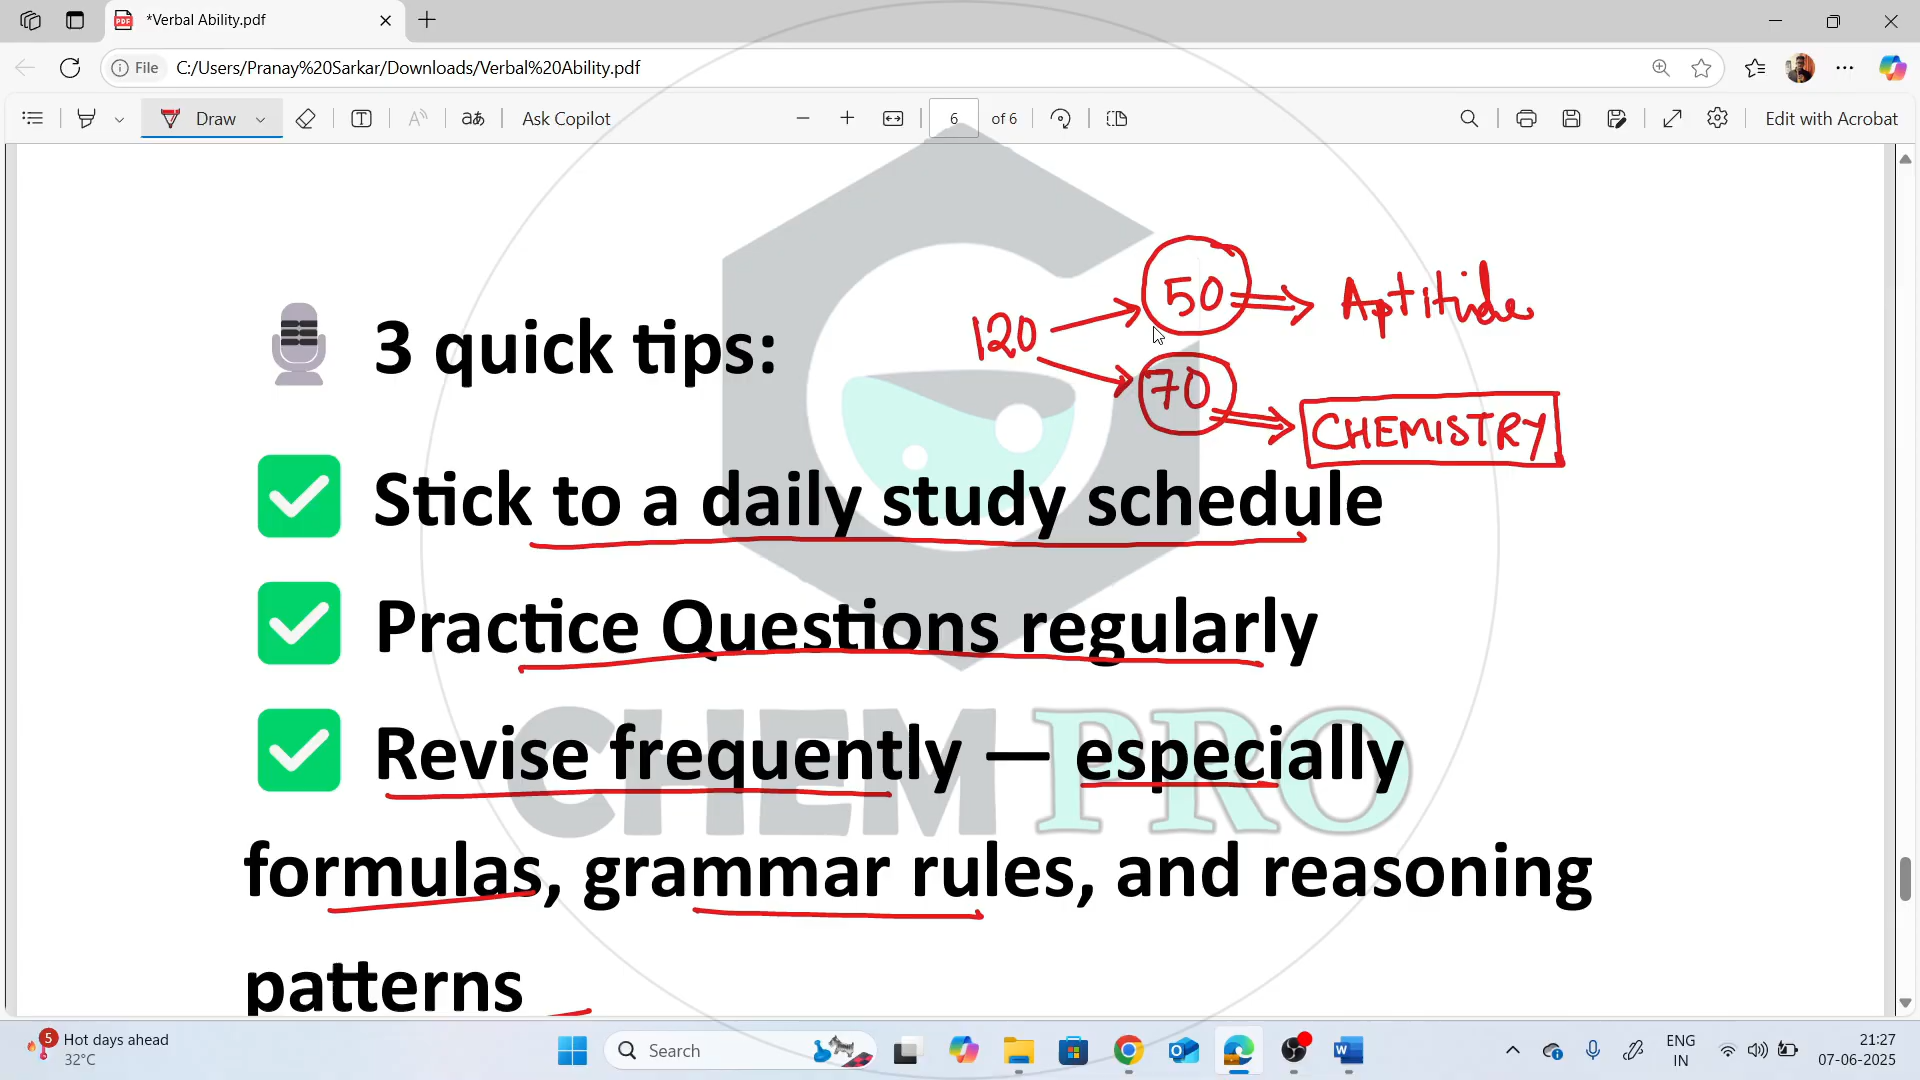 *Verbal Ability.pdf
File
C:/Users/Pranay%20Sarkar/Downloads/Verbal%20Ability.pdf
Draw
aあ
Ask Copilot
6 of 6
Edit with Acrobat
120
50 Aptitude
70 CHEMISTRY
3 quick tips:
Stick to a daily study schedule
Practice Questions regularly
Revise frequently — especially
formulas, grammar rules, and reasoning
patterns
CHEM PRO
5
Hot days ahead
32°C
Search
ENG
IN
21:27
07-06-2025